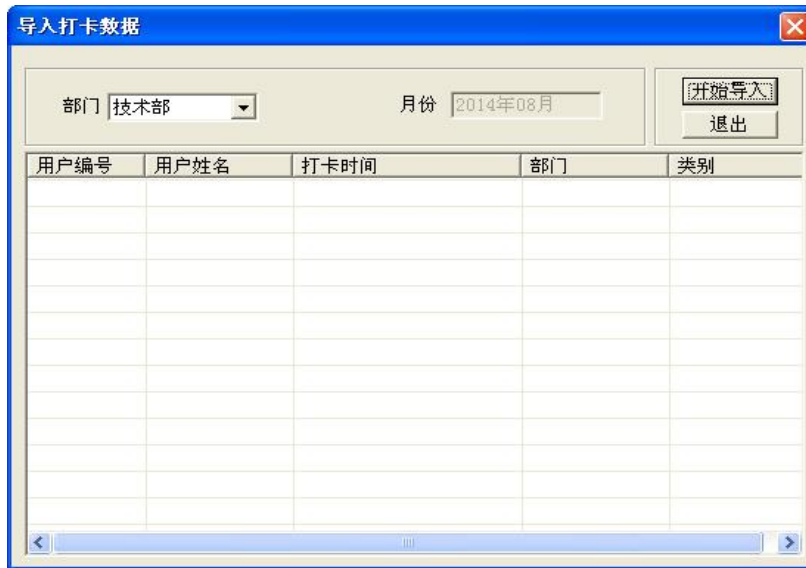 导入打卡数据
部门 技术部 月份 2014年08月 开始导入
退出
用户编号 用户姓名 打卡时间 部门 类别